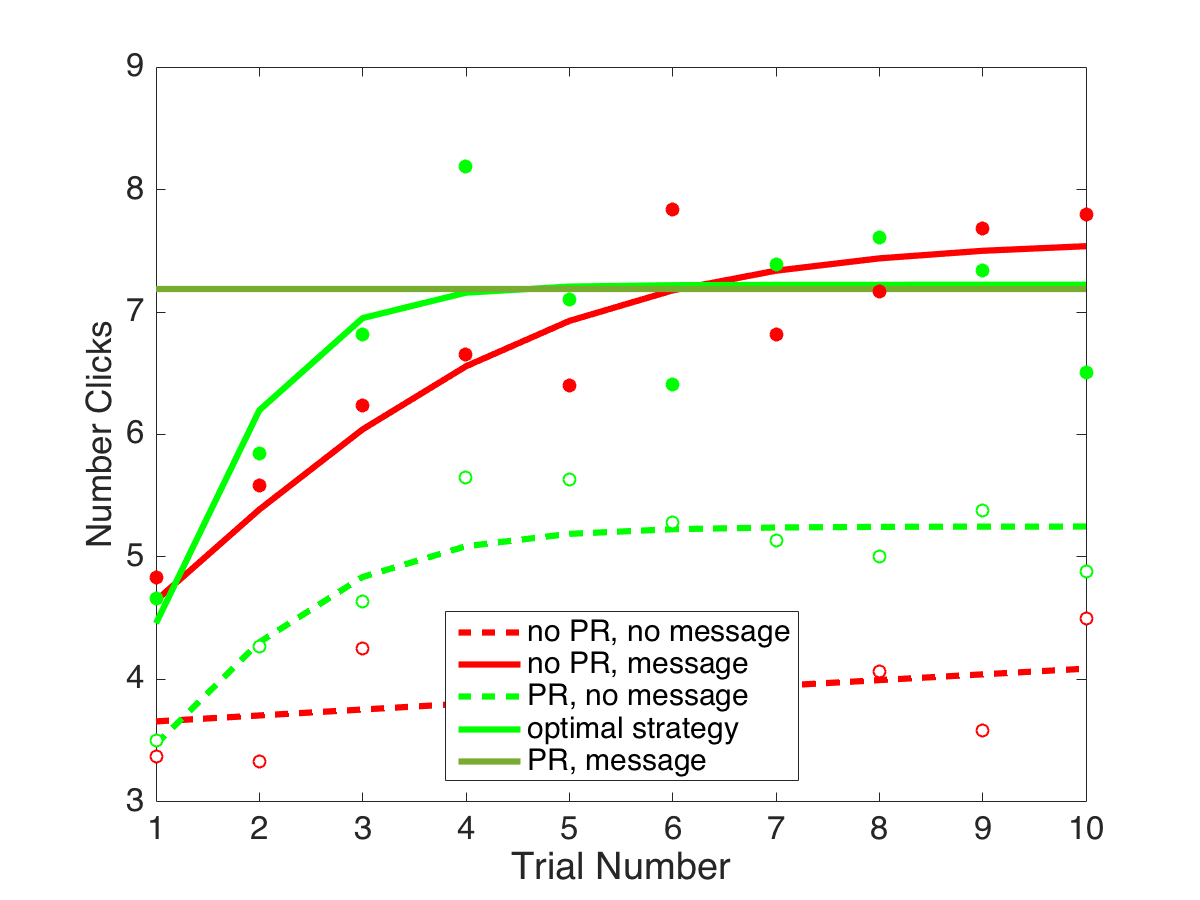 9
8
7
6
5
4
3
Number Clicks
no PR, no message
no PR, message
PR, no message
optimal strategy
PR, message
1 2 3 4 5 6 7 8 9 10
Trial Number